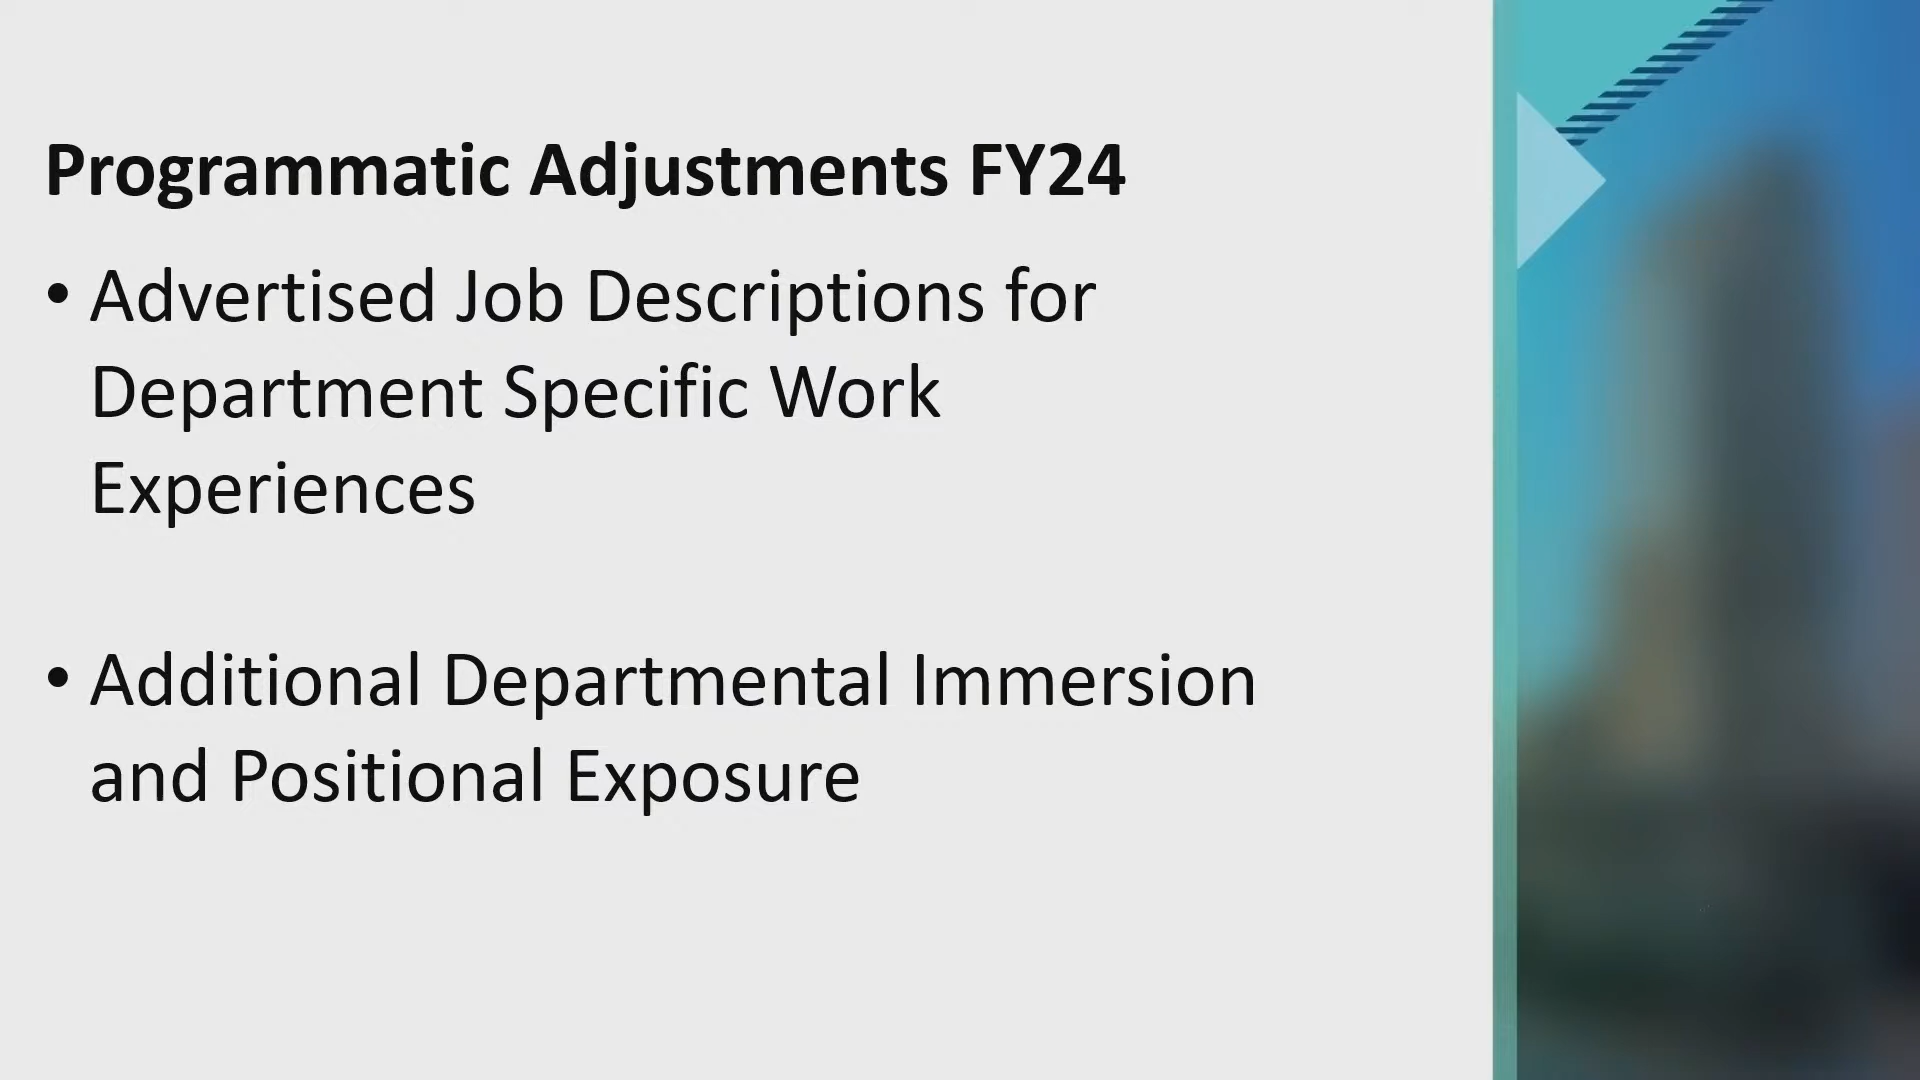 Programmatic Adjustments FY24
• Advertised Job Descriptions for
Department Specific Work
Experiences
• Additional Departmental Immersion
and Positional Exposure